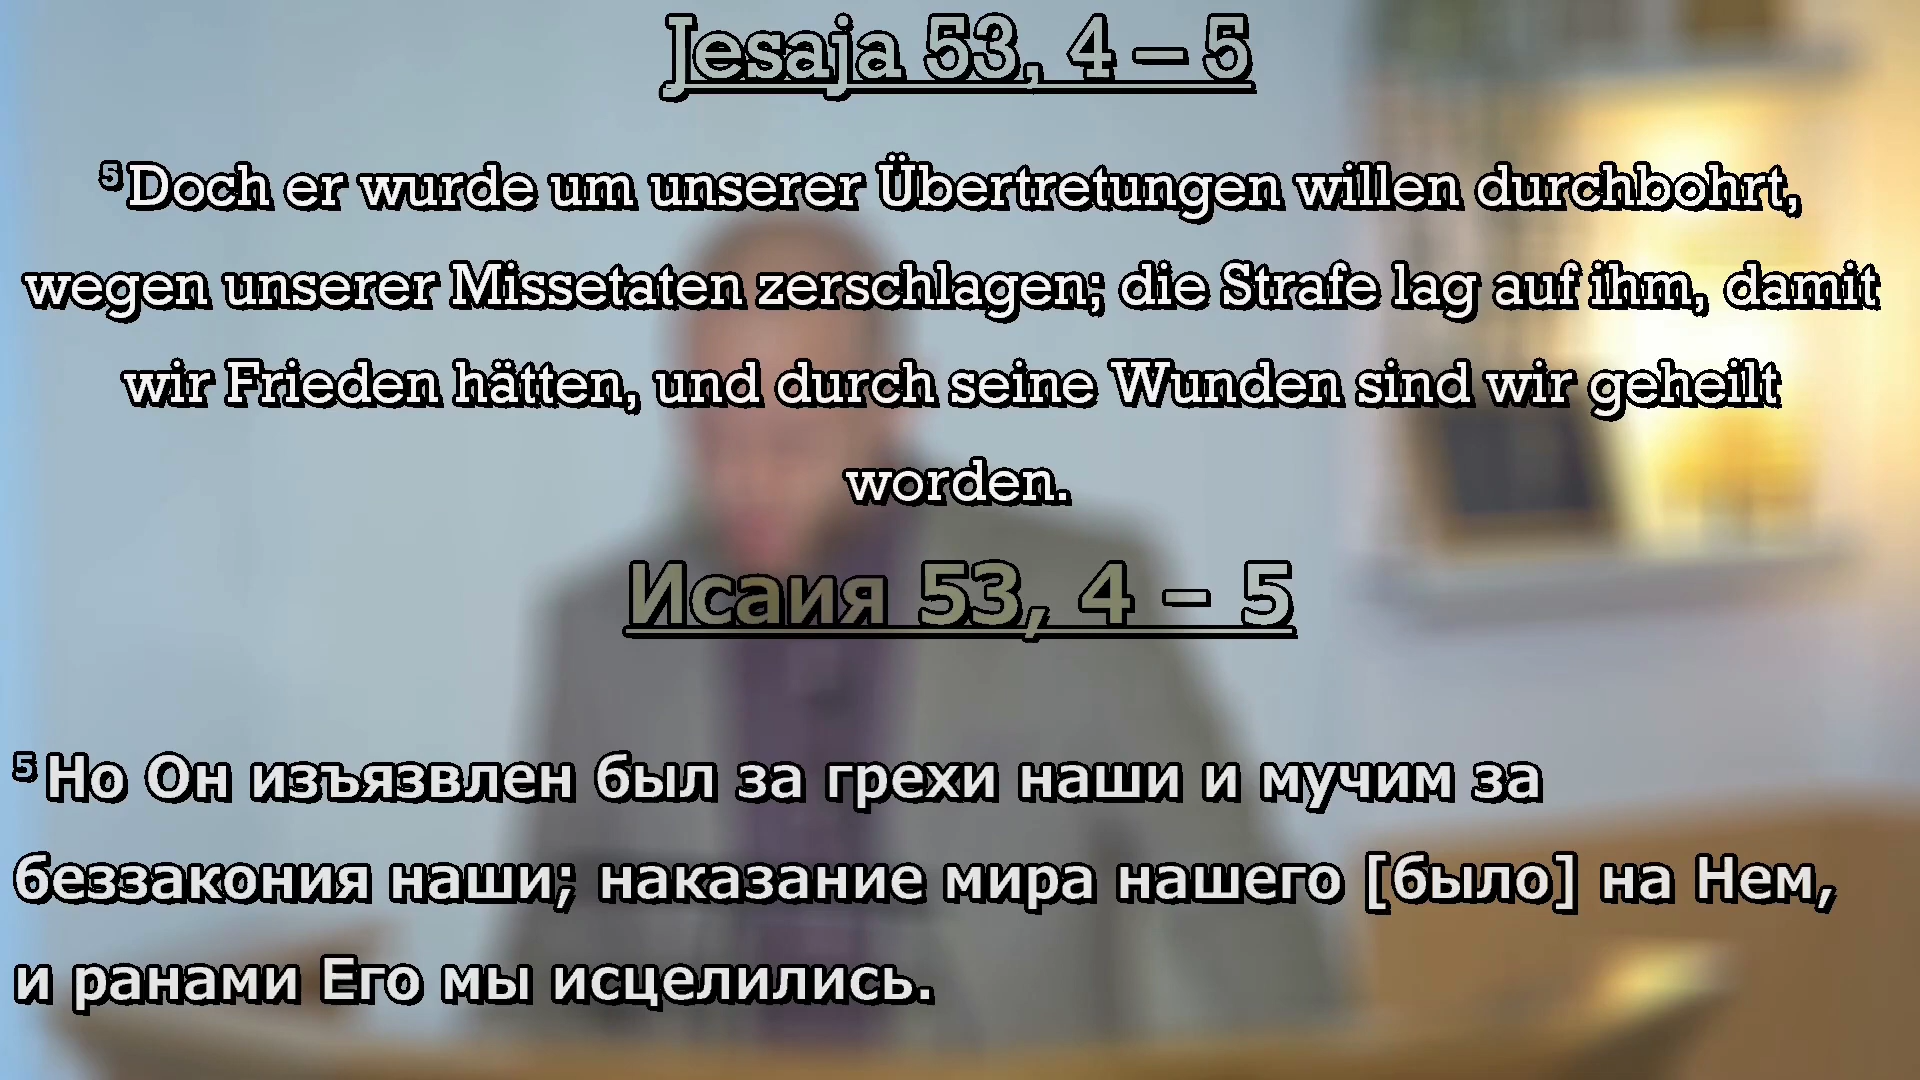 Jesaja 53, 4 – 5
⁵ Doch er wurde um unserer Übertretungen willen durchbohrt,
wegen unserer Missetaten zerschlagen; die Strafe lag auf ihm, damit
wir Frieden hätten, und durch seine Wunden sind wir geheilt
worden.
Исаия 53, 4 – 5
⁵ Но Он изъязвлен был за грехи наши и мучим за
беззакония наши; наказание мира нашего [было] на Нем,
и ранами Его мы исцелились.